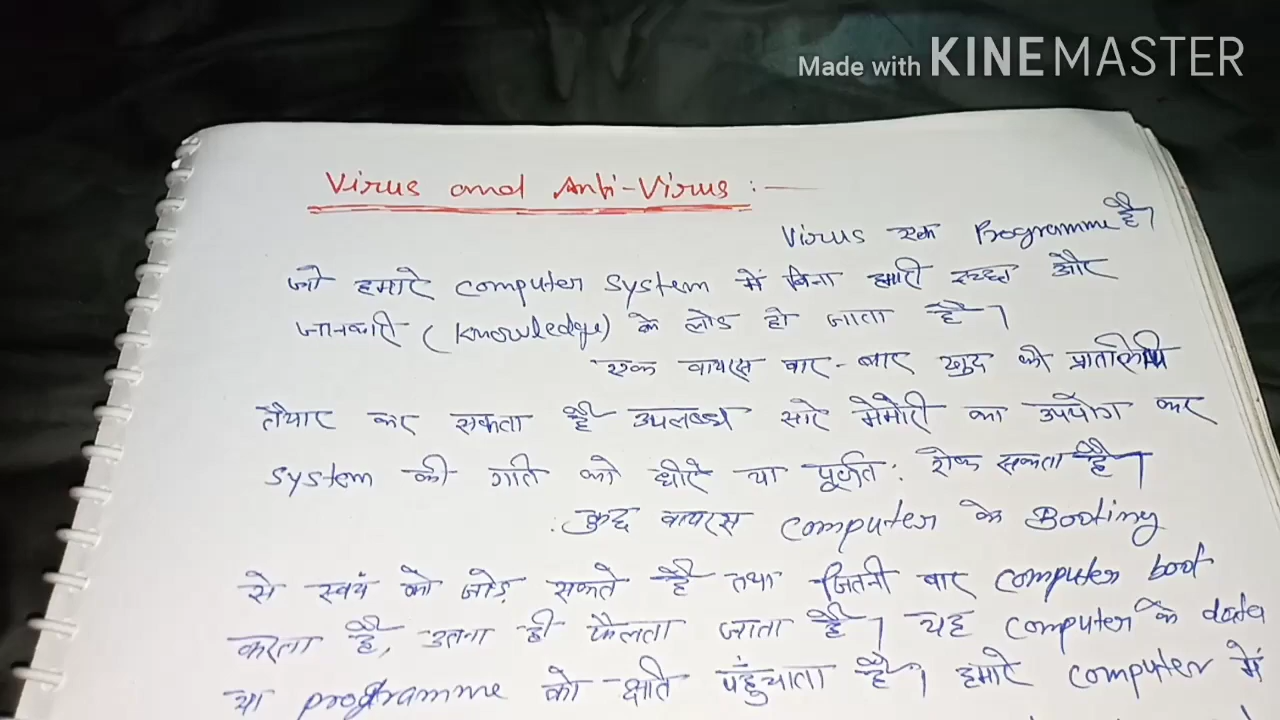 Made with KINEMASTER
Virus and Anti-Virus :—
Virus एक Programme है।
जो हमारे computer system में बिना हमारी इच्छा और
जानकारी (knowledge) के लोड हो जाता है।
एक वायरस बार-बार खुद की प्रतिलिपि
तैयार कर सकता है उपलब्ध सारे मेमोरी का उपयोग कर
system की गति को धीरे या पूर्णत: रोक सकता है।
कुछ वायरस computer के Booting
से स्वयं को जोड़ सकते है तथा जितनी बार computer boot
करता है, उतना ही फैलता जाता है। यह computer के data
या programme को क्षति पहुंचाता है। हमारे computer में